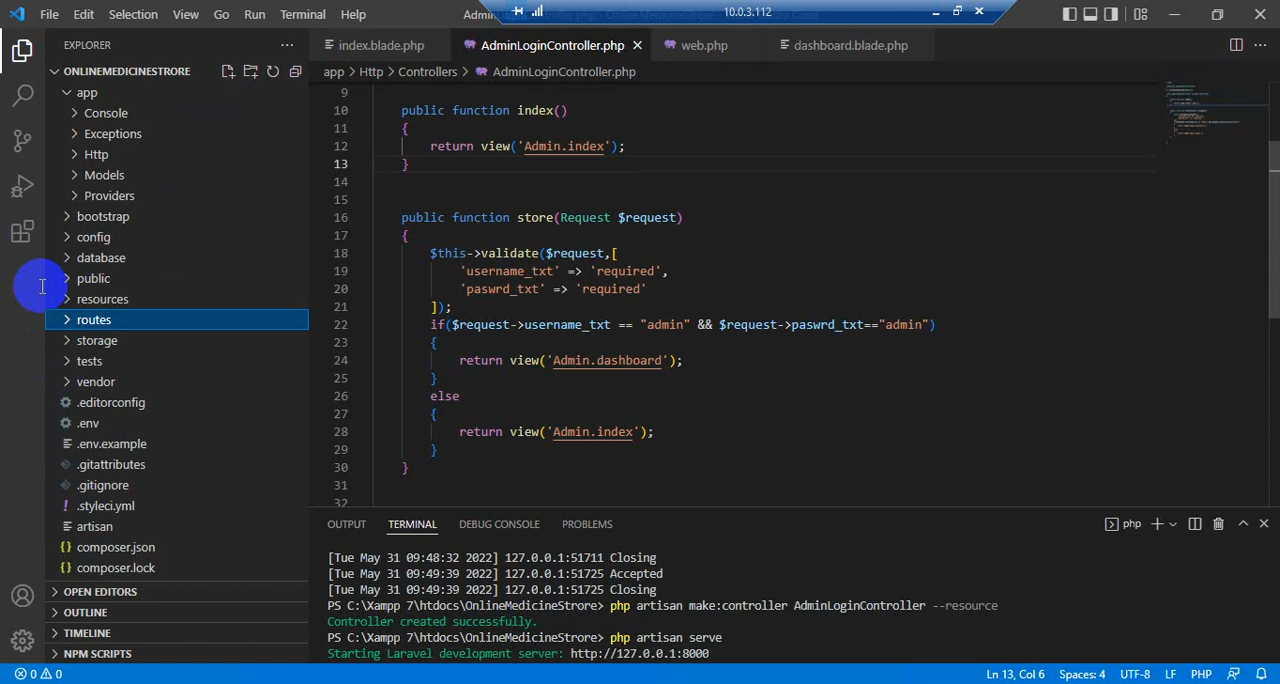 File Edit Selection View Go Run Terminal Help
10.0.3.112
EXPLORER
index.blade.php AdminLoginController.php web.php dashboard.blade.php
ONLINEMEDICINESTRORE
app > Http > Controllers > AdminLoginController.php
app
Console
Exceptions
Http
Models
Providers
bootstrap
config
database
public
resources
routes
storage
tests
vendor
.editorconfig
.env
.env.example
.gitattributes
.gitignore
.styleci.yml
artisan
composer.json
composer.lock
OPEN EDITORS
OUTLINE
TIMELINE
NPM SCRIPTS
9
10 public function index()
11 {
12 return view('Admin.index');
13 }
14
15
16 public function store(Request $request)
17 {
18 $this->validate($request,[
19 'username_txt' => 'required',
20 'paswrd_txt' => 'required'
21 ]);
22 if($request->username_txt == "admin" && $request->paswrd_txt=="admin")
23 {
24 return view('Admin.dashboard');
25 }
26 else
27 {
28 return view('Admin.index');
29 }
30 }
31
32
OUTPUT TERMINAL DEBUG CONSOLE PROBLEMS
php
[Tue May 31 09:48:32 2022] 127.0.0.1:51711 Closing
[Tue May 31 09:49:39 2022] 127.0.0.1:51725 Accepted
[Tue May 31 09:49:39 2022] 127.0.0.1:51725 Closing
PS C:\Xampp 7\htdocs\OnlineMedicineStrore> php artisan make:controller AdminLoginController --resource
Controller created successfully.
PS C:\Xampp 7\htdocs\OnlineMedicineStrore> php artisan serve
Starting Laravel development server: http://127.0.0.1:8000
0 0
Ln 13, Col 6 Spaces: 4 UTF-8 LF PHP